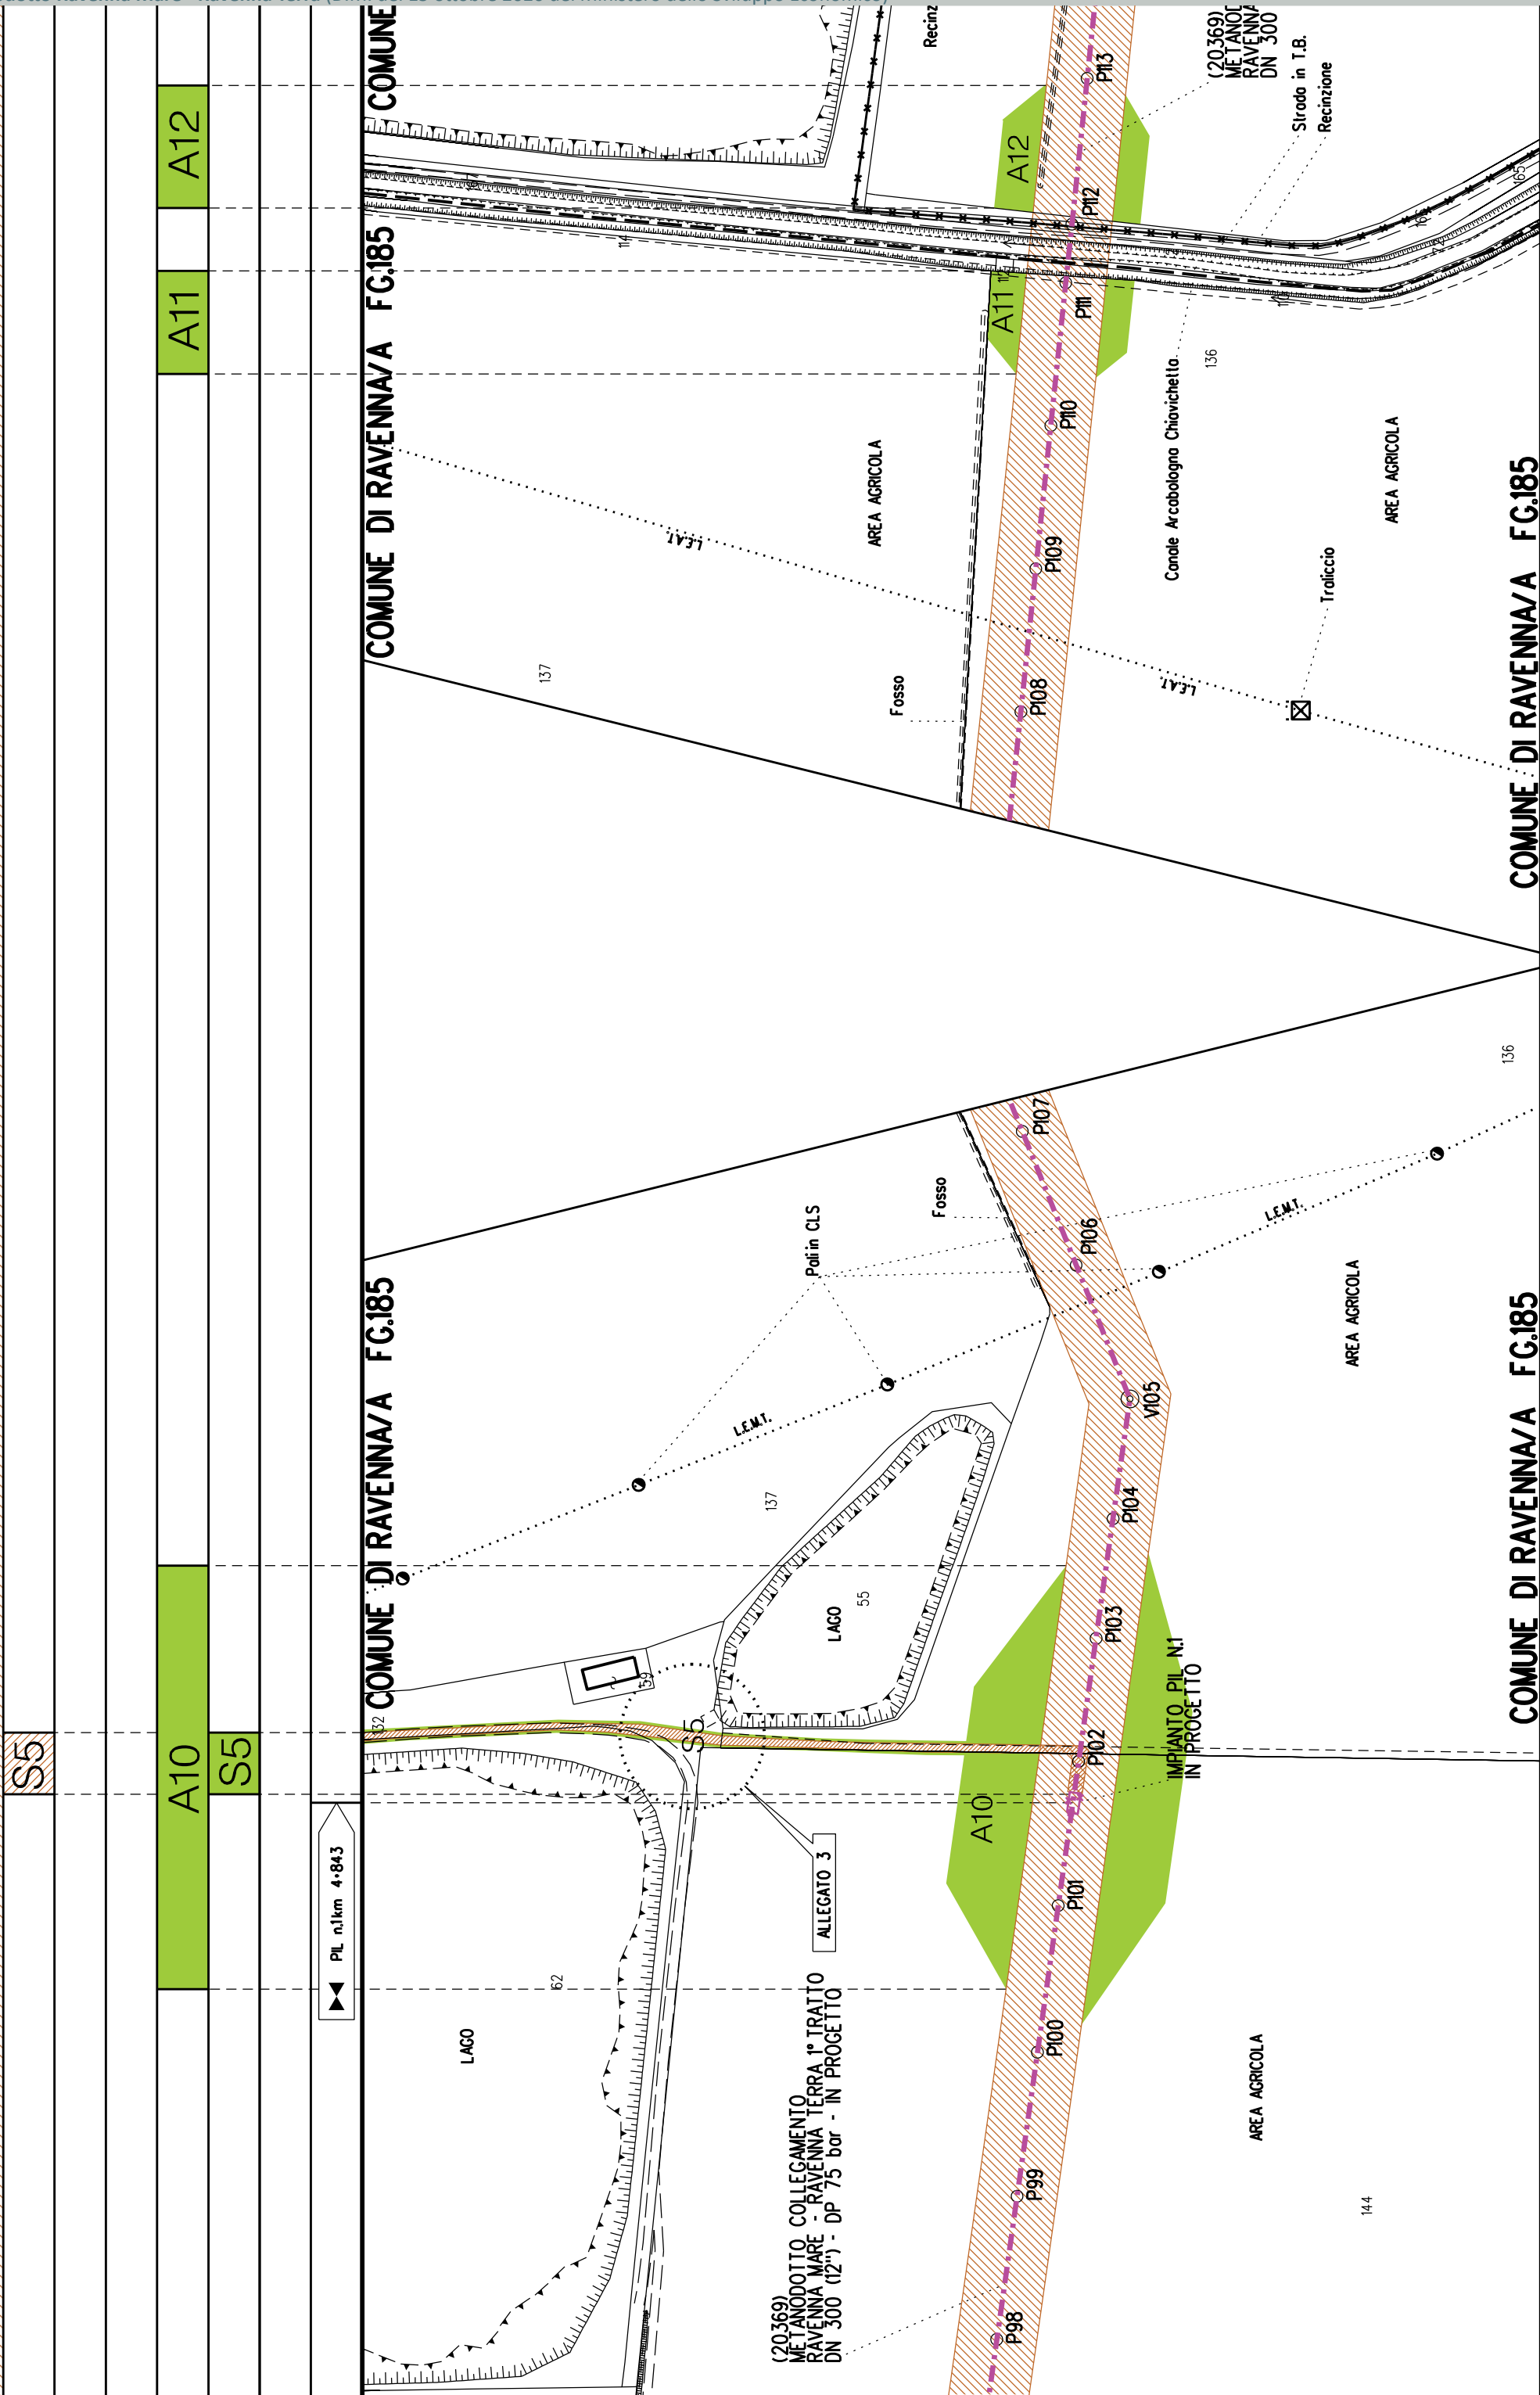 S5
A10
A11
A12
S5
PIL n.1 km 4+843
COMUNE DI RAVENNA/A FG.185
COMUNE DI RAVENNA/A FG.185
COMUNE
132
LAGO
62
59
S5
ALLEGATO 3
LAGO
55
137
L.E.M.T.
Pali in CLS
Fosso
(20369)
METANODOTTO COLLEGAMENTO
RAVENNA MARE - RAVENNA TERRA 1° TRATTO
DN 300 (12") - DP 75 bar - IN PROGETTO
P98
P99
P100
P101
A10
P102
IMPIANTO PIL N.1
IN PROGETTO
P103
P104
V105
P106
P107
L.E.M.T.
AREA AGRICOLA
144
AREA AGRICOLA
136
COMUNE DI RAVENNA/A FG.185
137
L.E.A.T.
AREA AGRICOLA
Fosso
P108
P109
P110
A11
P111
P112
A12
P113
L.E.A.T.
Traliccio
Canale Arcabologna Chiavichetta
136
AREA AGRICOLA
(20369)
DN 300
Strada in T.B.
Recinzione
165
COMUNE DI RAVENNA/A FG.185